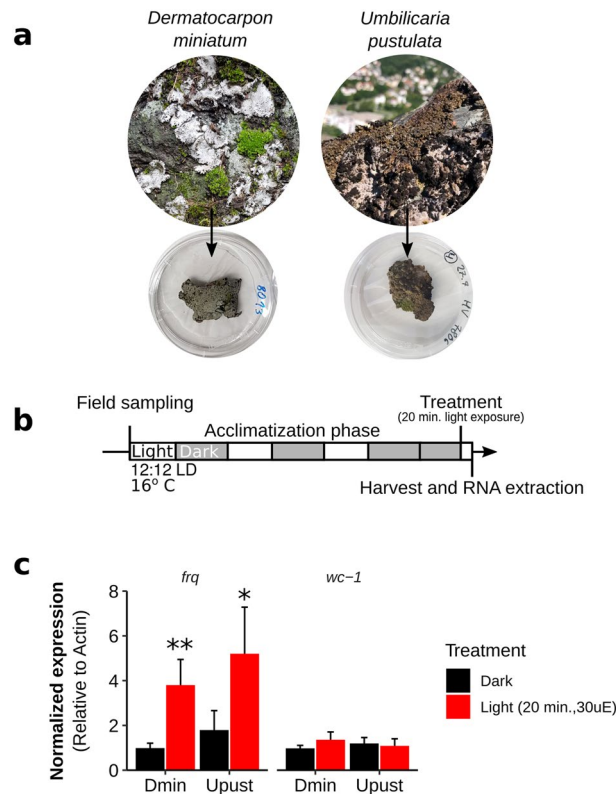 a
Dermatocarpon
miniatum
Umbilicaria
pustulata
b
Field sampling
Treatment
(20 min. light exposure)
Acclimatization phase
Light
Dark
12:12 LD
16° C
Harvest and RNA extraction
c
frq
wc−1
Normalized expression
(Relative to Actin)
8
6
4
2
0
**
*
Dmin
Upust
Dmin
Upust
Treatment
Dark
Light (20 min.,30uE)